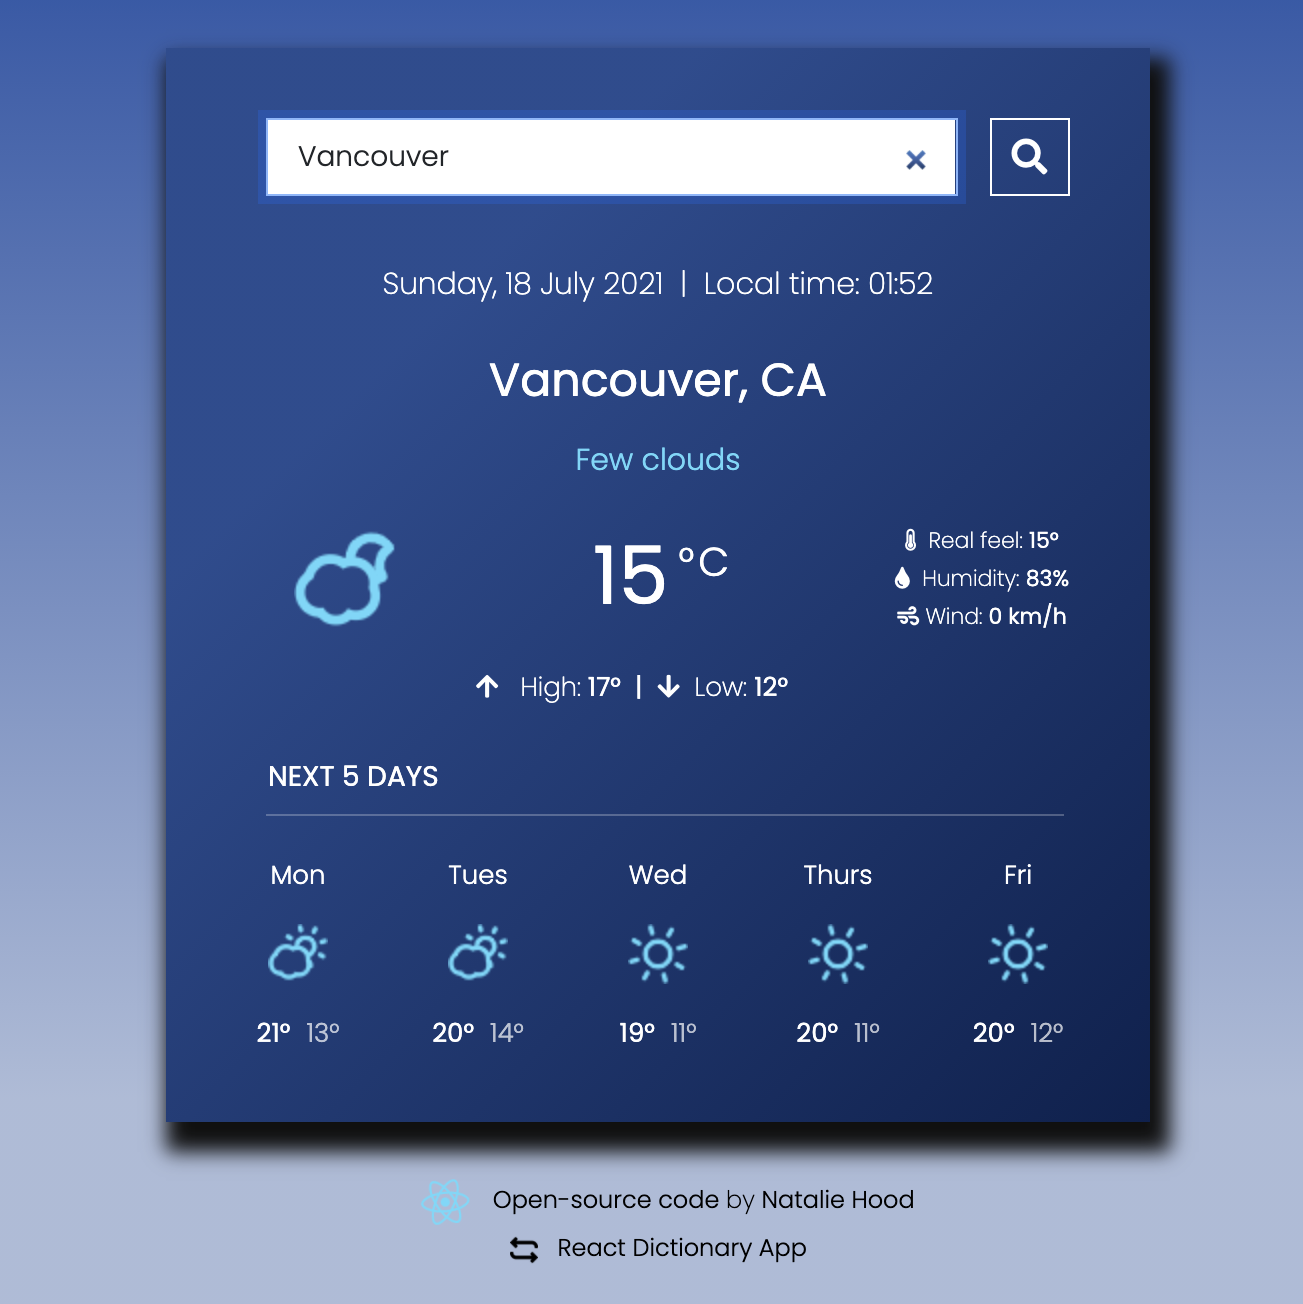 Vancouver
Sunday, 18 July 2021 | Local time: 01:52
Vancouver, CA
Few clouds
15 °C
Real feel: 15°
Humidity: 83%
Wind: 0 km/h
High: 17° | Low: 12°
NEXT 5 DAYS
Mon Tues Wed Thurs Fri
21° 13° 20° 14° 19° 11° 20° 11° 20° 12°
Open-source code by Natalie Hood
React Dictionary App